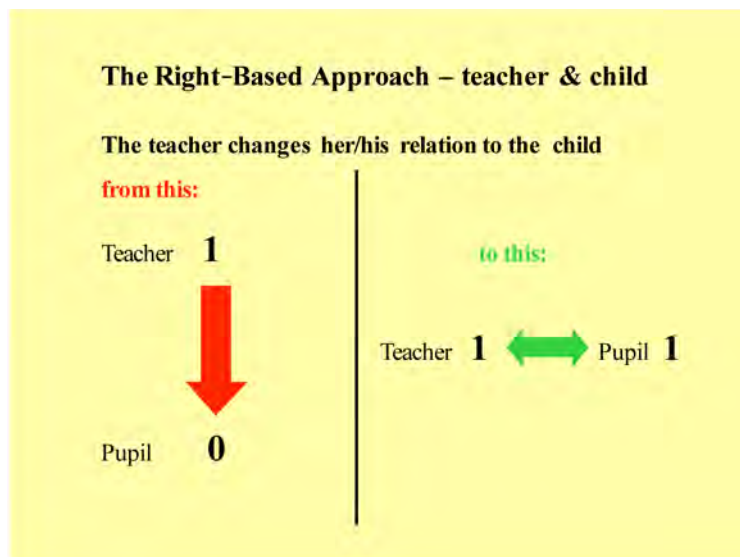 The Right-Based Approach – teacher & child
The teacher changes her/his relation to the child
from this:
Teacher 1
Pupil 0
to this:
Teacher 1 Pupil 1